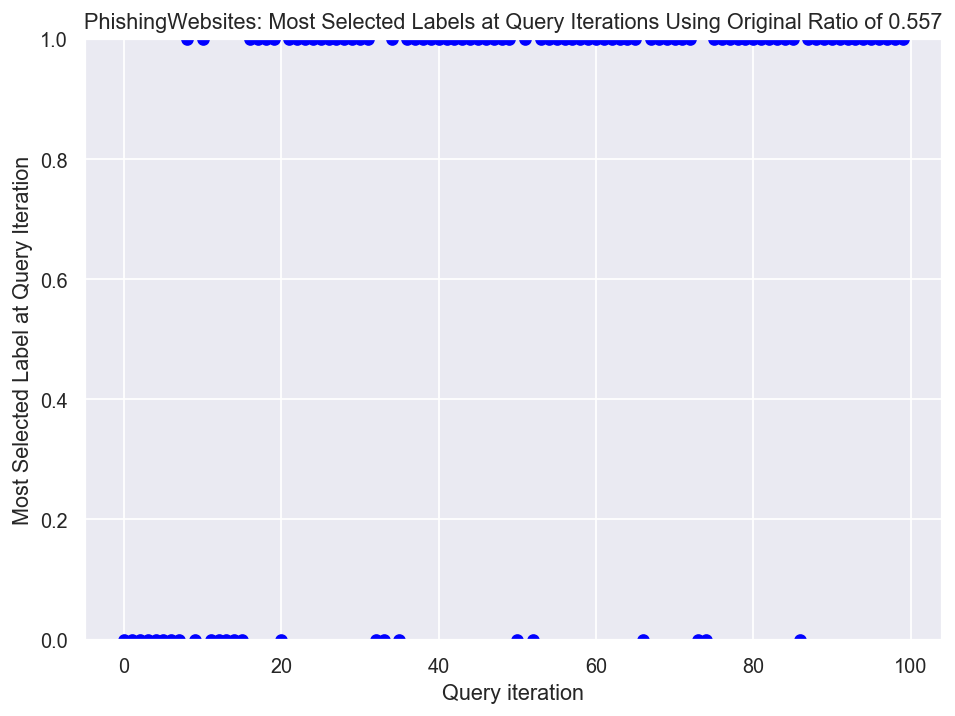 PhishingWebsites: Most Selected Labels at Query Iterations Using Original Ratio of 0.557
1.0
0.8
0.6
0.4
0.2
0.0
Most Selected Label at Query Iteration
0 20 40 60 80 100
Query iteration